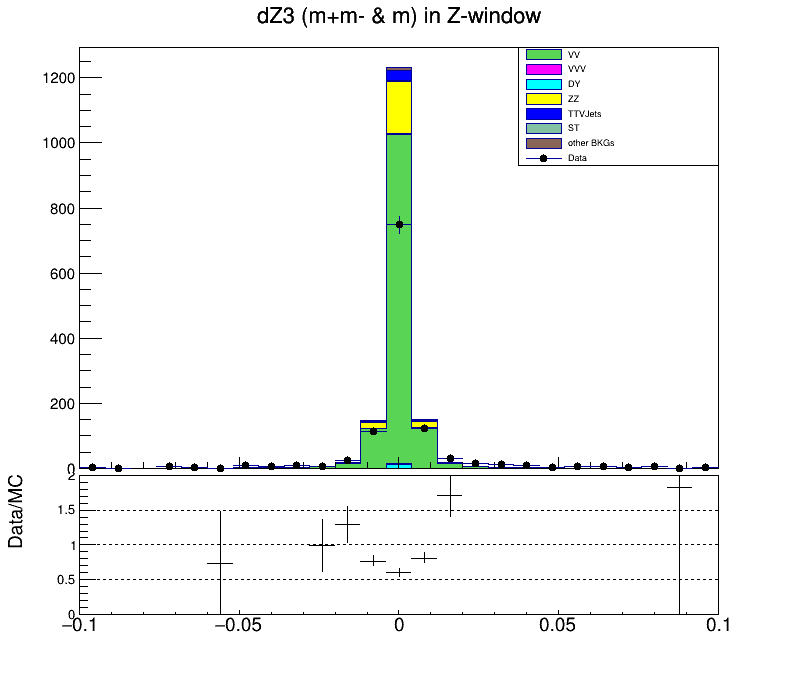 dZ3 (m+m- & m) in Z-window
VV
VVV
DY
ZZ
TTVJets
ST
other BKGs
Data
1200
1000
800
600
400
200
0
Data/MC
2
1.5
1
0.5
0
−0.1 −0.05 0 0.05 0.1